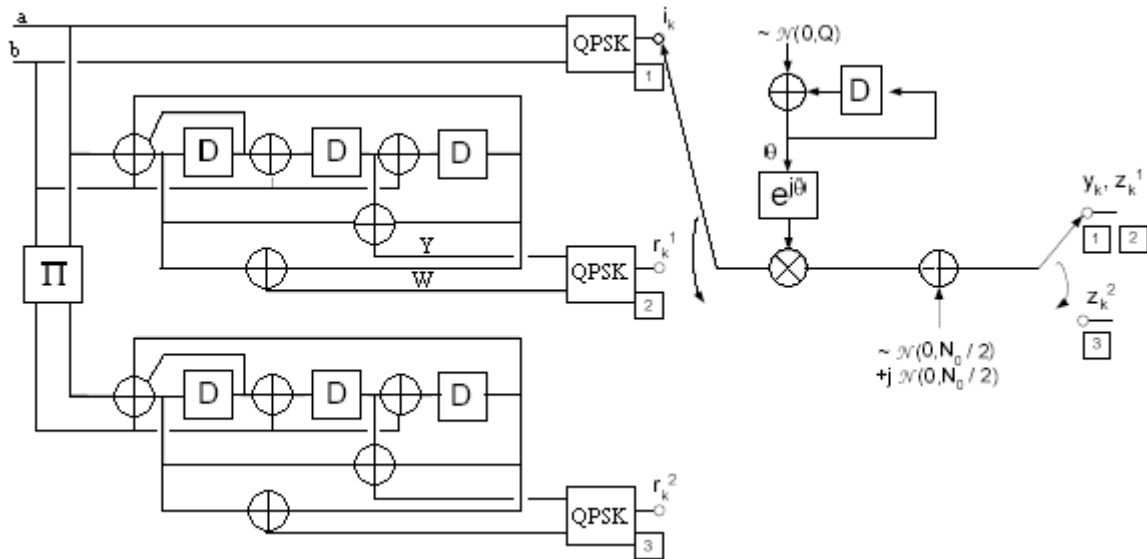 a
b
QPSK
1
i_k
~ N(0,Q)
D
θ
e^jθ
D
D
D
Y
W
QPSK
2
r_k^1
y_k, z_k^1
1
2
z_k^2
3
~ N(0,N_0 / 2)
+j N(0,N_0 / 2)
Π
D
D
D
QPSK
3
r_k^2